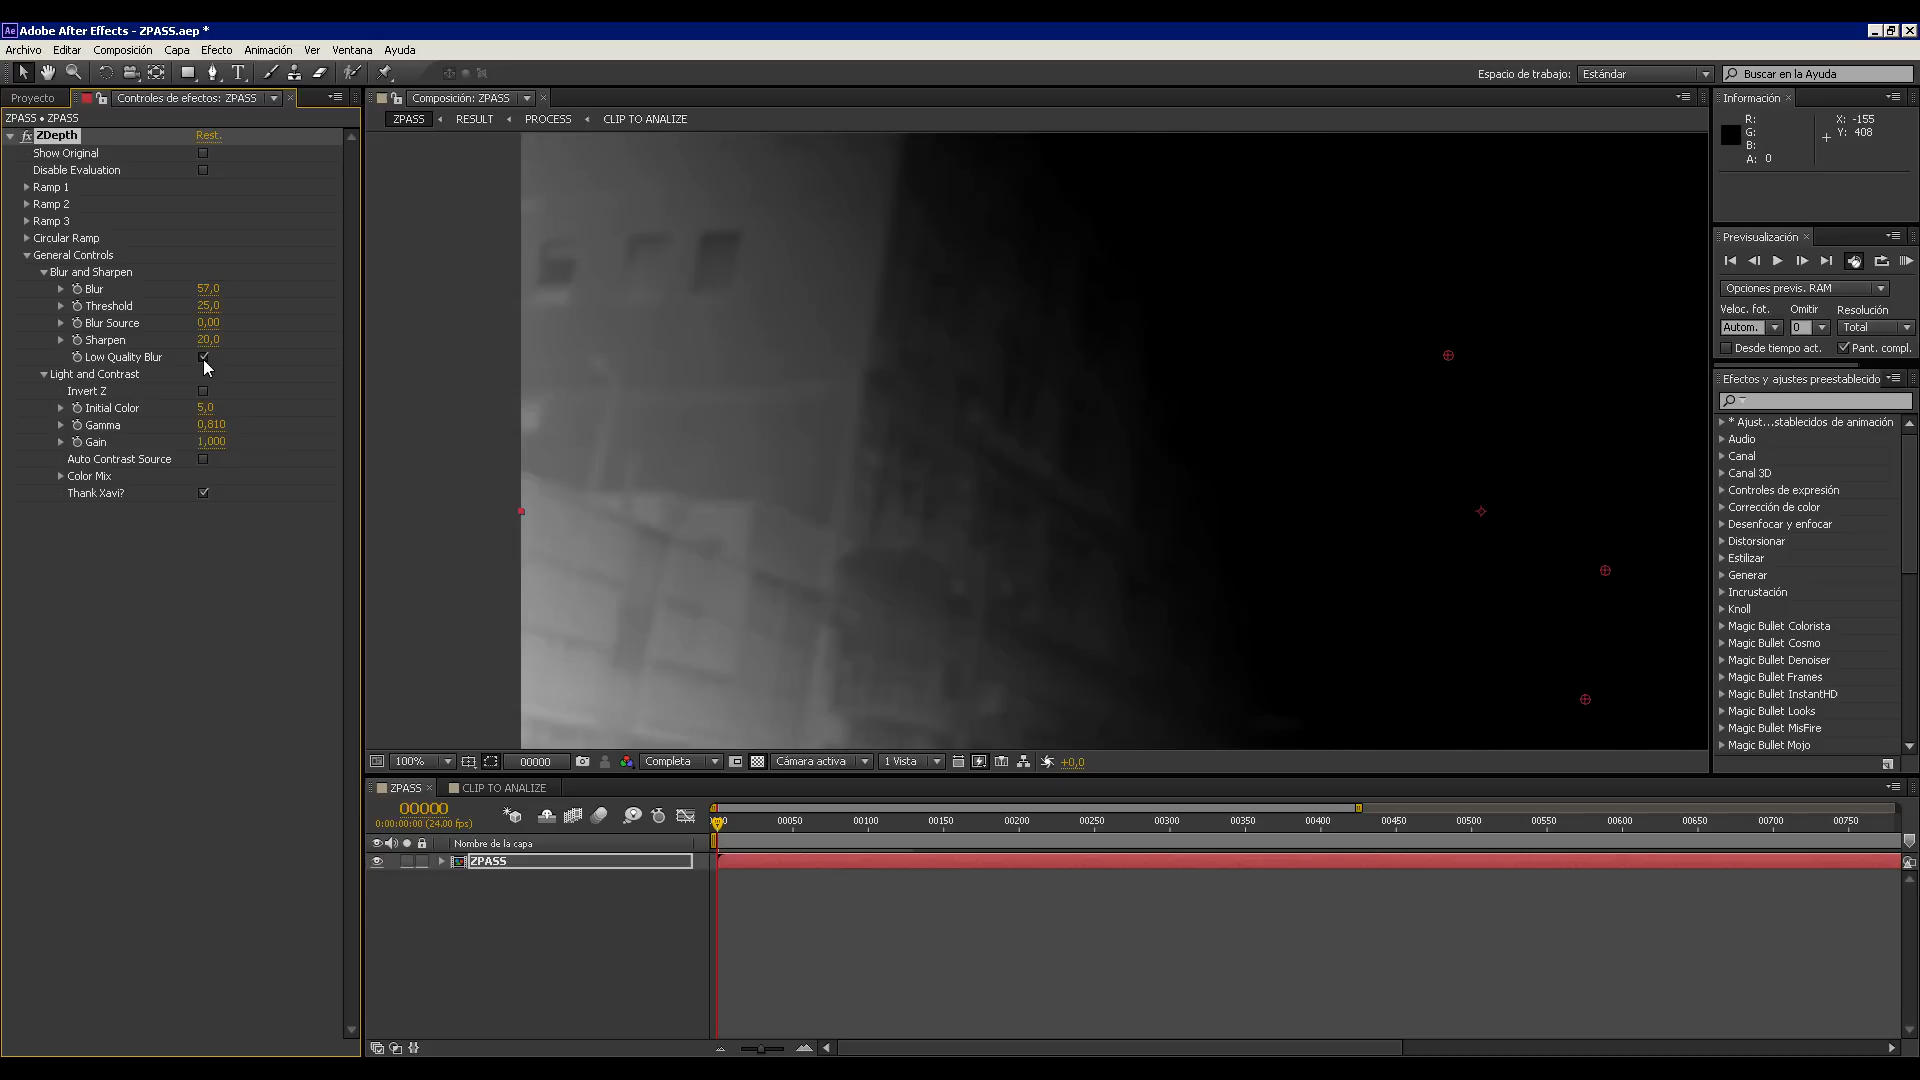 Ae Adobe After Effects - ZPASS.aep *
Archivo Editar Composición Capa Efecto Animación Ver Ventana Ayuda
T Espacio de trabajo: Estándar Buscar en la Ayuda
Proyecto Controles de efectos: ZPASS
ZPASS • ZPASS
fx ZDepth Rest.
Show Original
Disable Evaluation
Ramp 1
Ramp 2
Ramp 3
Circular Ramp
General Controls
Blur and Sharpen
Blur 57,0
Threshold 25,0
Blur Source 0,00
Sharpen 20,0
Low Quality Blur
Light and Contrast
Invert Z
Initial Color 5,0
Gamma 0,810
Gain 1,000
Auto Contrast Source
Color Mix
Thank Xavi?
Composición: ZPASS
ZPASS RESULT PROCESS CLIP TO ANALIZE
100% 00000 Completa Cámara activa 1 Vista +0,0
Información
R: X: -155
G: Y: 408
B:
A: 0
Previsualización
Opciones previs. RAM
Veloc. fot. Omitir Resolución
Autom. 0 Total
Desde tiempo act. Pant. compl.
Efectos y ajustes preestablecido
* Ajust...stablecidos de animación
Audio
Canal
Canal 3D
Controles de expresión
Corrección de color
Desenfocar y enfocar
Distorsionar
Estilizar
Generar
Incrustación
Knoll
Magic Bullet Colorista
Magic Bullet Cosmo
Magic Bullet Denoiser
Magic Bullet Frames
Magic Bullet InstantHD
Magic Bullet Looks
Magic Bullet MisFire
Magic Bullet Mojo
ZPASS CLIP TO ANALIZE
00000
0:00:00:00 (24.00 fps)
00050 00100 00150 00200 00250 00300 00350 00400 00450 00500 00550 00600 00650 00700 00750
Nombre de la capa
ZPASS